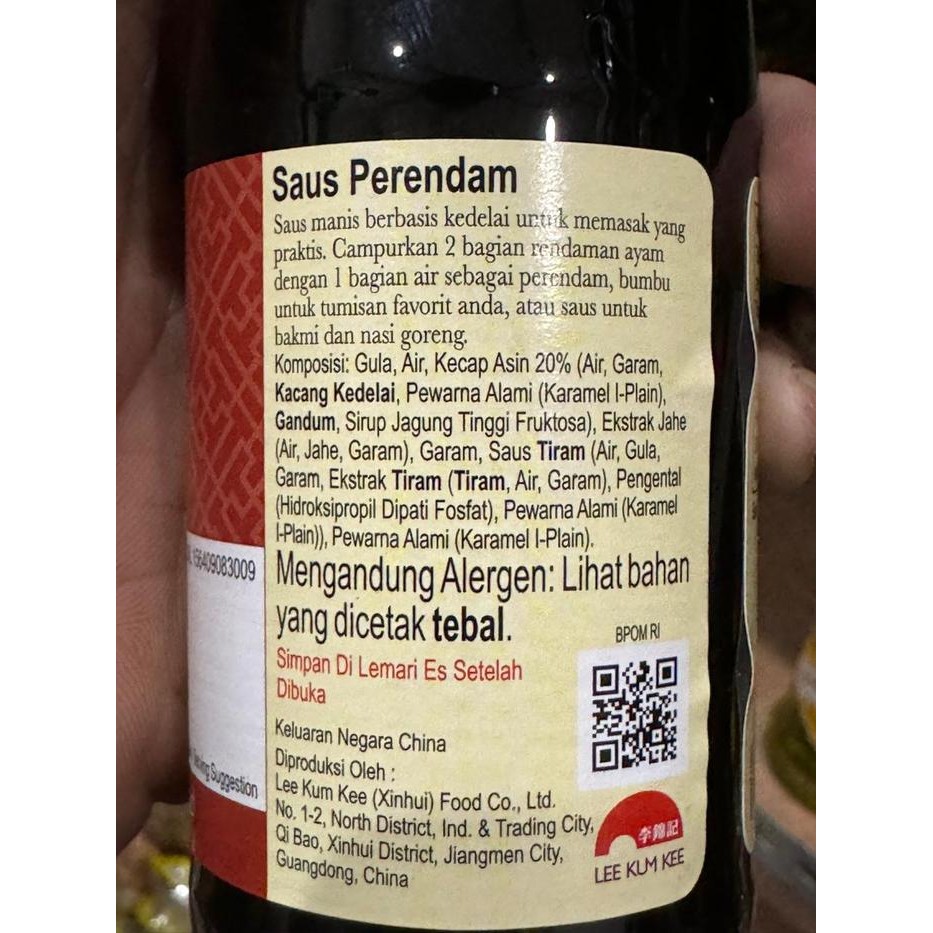 Saus Perendam
Saus manis berbasis kedelai untuk memasak yang
praktis. Campurkan 2 bagian rendaman ayam
dengan 1 bagian air sebagai perendam, bumbu
untuk tumisan favorit anda, atau saus untuk
bakmi dan nasi goreng.
Komposisi: Gula, Air, Kecap Asin 20% (Air, Garam,
Kacang Kedelai, Pewarna Alami (Karamel I-Plain),
Gandum, Sirup Jagung Tinggi Fruktosa), Ekstrak Jahe
(Air, Jahe, Garam), Garam, Saus Tiram (Air, Gula,
Garam, Ekstrak Tiram (Tiram, Air, Garam), Pengental
(Hidroksipropil Dipati Fosfat), Pewarna Alami (Karamel
I-Plain)), Pewarna Alami (Karamel I-Plain).
Mengandung Alergen: Lihat bahan
yang dicetak tebal.
Simpan Di Lemari Es Setelah
Dibuka
BPOM RI
Keluaran Negara China
Diproduksi Oleh :
Lee Kum Kee (Xinhui) Food Co., Ltd.
No. 1-2, North District, Ind. & Trading City,
Qi Bao, Xinhui District, Jiangmen City,
Guangdong, China
李錦記
LEE KUM KEE
Suggestion